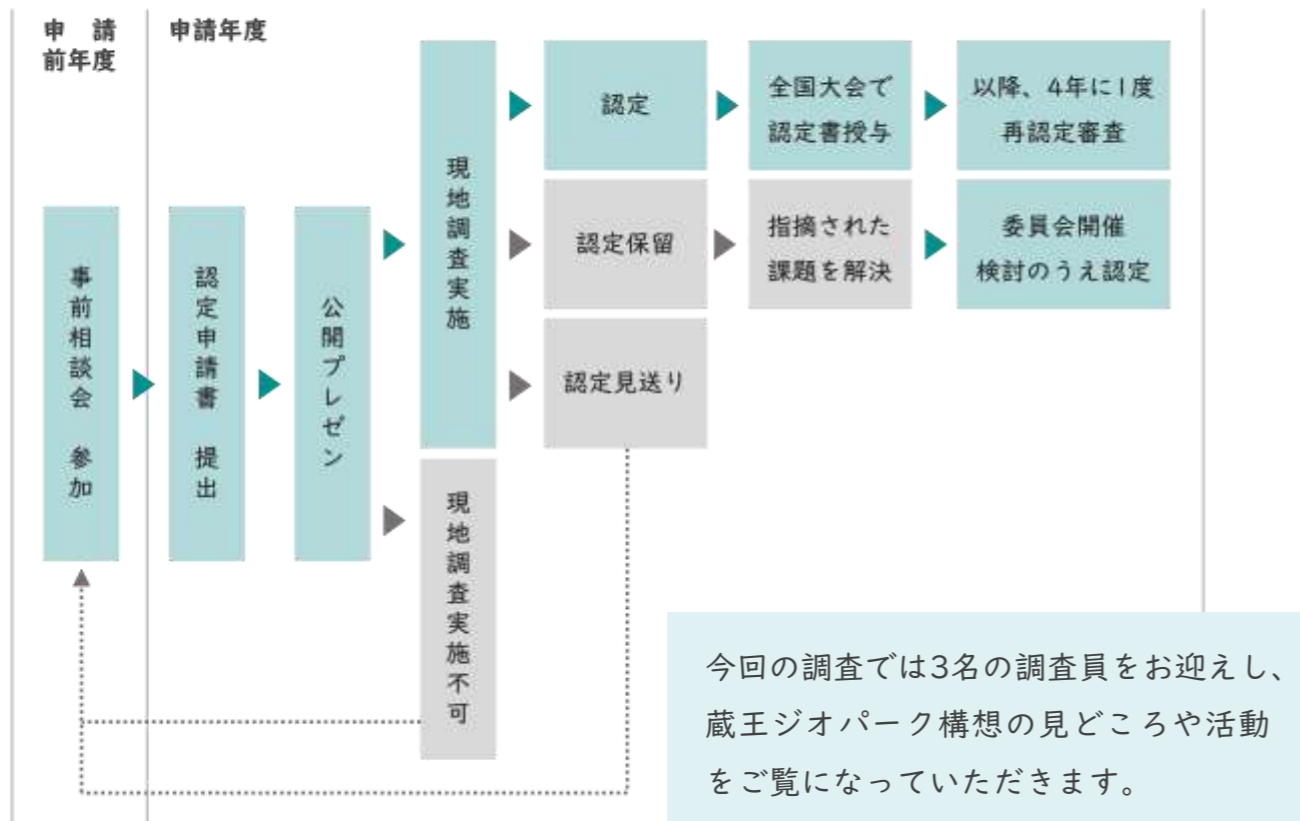 申 請
前年度
申請年度
事前相談会 参加
認定申請書 提出
公開プレゼン
現地調査実施
現地調査実施不可
認定
全国大会で
認定書授与
以降、4年に1度
再認定審査
認定保留
指摘された
課題を解決
委員会開催
検討のうえ認定
認定見送り
今回の調査では3名の調査員をお迎えし、
蔵王ジオパーク構想の見どころや活動
をご覧になっていただきます。